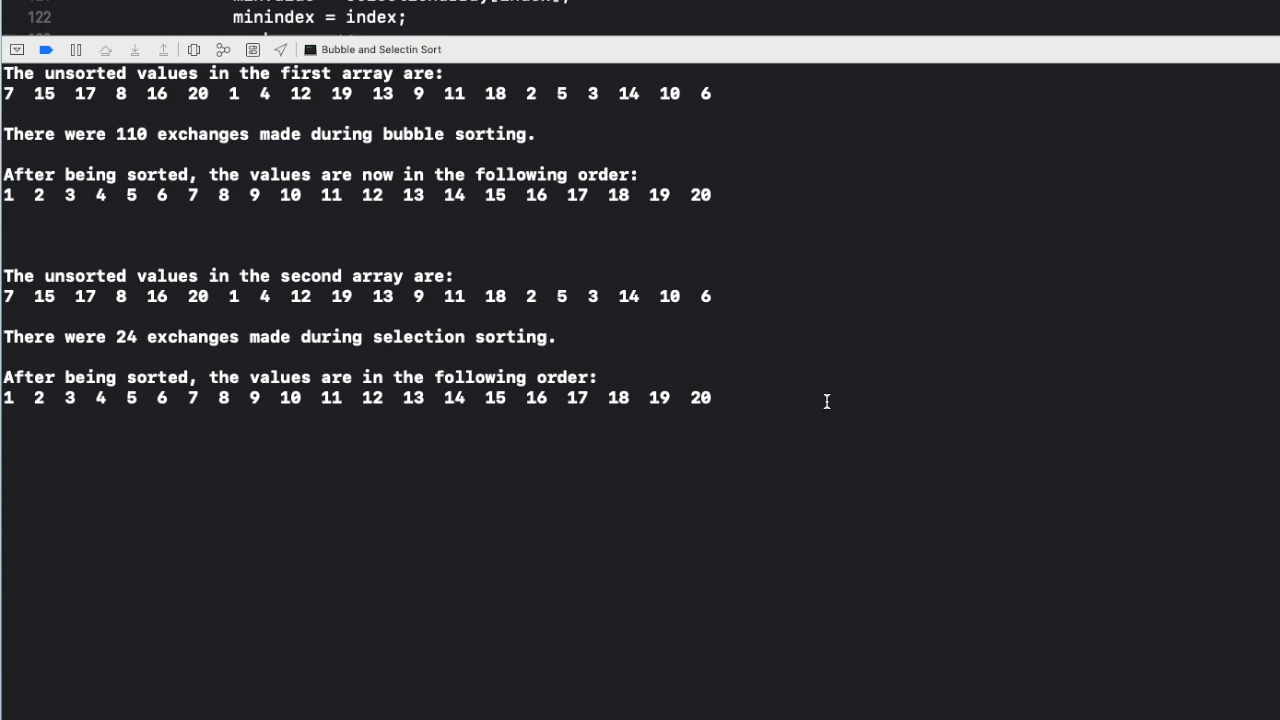 122 minindex = index;
Bubble and Selectin Sort
The unsorted values in the first array are:
7 15 17 8 16 20 1 4 12 19 13 9 11 18 2 5 3 14 10 6
There were 110 exchanges made during bubble sorting.
After being sorted, the values are now in the following order:
1 2 3 4 5 6 7 8 9 10 11 12 13 14 15 16 17 18 19 20
The unsorted values in the second array are:
7 15 17 8 16 20 1 4 12 19 13 9 11 18 2 5 3 14 10 6
There were 24 exchanges made during selection sorting.
After being sorted, the values are in the following order:
1 2 3 4 5 6 7 8 9 10 11 12 13 14 15 16 17 18 19 20